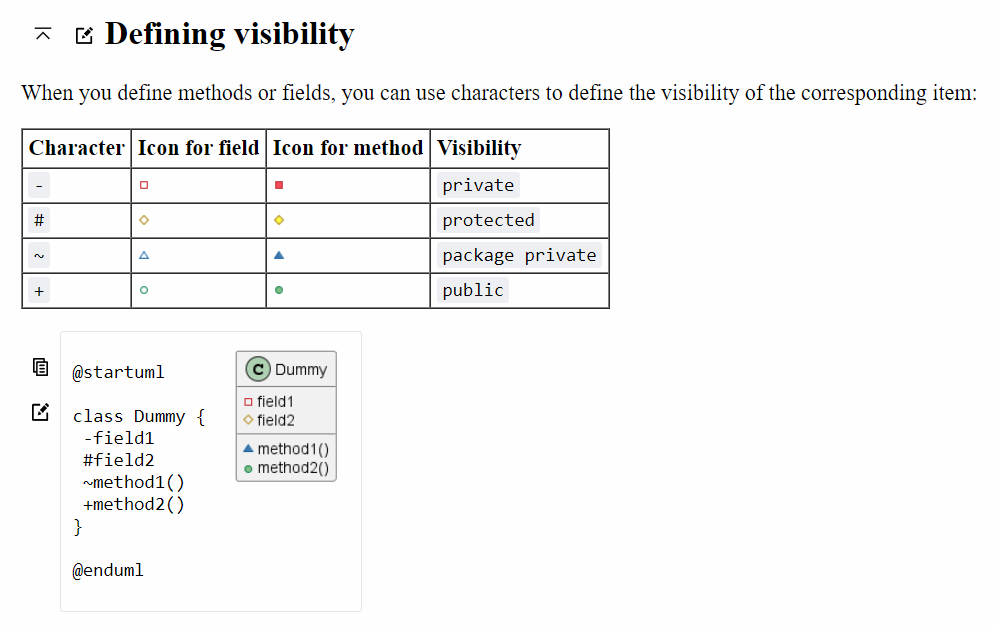 Defining visibility
When you define methods or fields, you can use characters to define the visibility of the corresponding item:
Character Icon for field Icon for method Visibility
- private
# protected
~ package private
+ public
@startuml
class Dummy {
-field1
#field2
~method1()
+method2()
}
@enduml
C Dummy
field1
field2
method1()
method2()